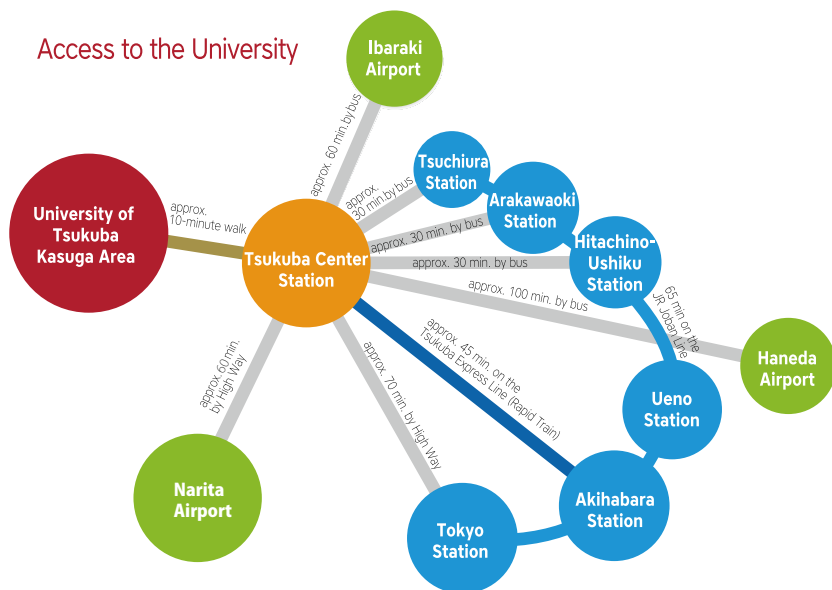 Access to the University
Ibaraki
Airport
approx. 60 min. by bus
Tsuchiura
Station
approx.
30 min.by bus
Arakawaoki
Station
approx. 30 min. by bus
Hitachino-
Ushiku
Station
approx. 30 min. by bus
University of
Tsukuba
Kasuga Area
approx.
10-minute walk
Tsukuba Center
Station
approx. 100 min. by bus
65 min on the
JR Joban Line
Haneda
Airport
approx. 45 min. on the
Tsukuba Express Line (Rapid Train)
approx. 60 min.
by High Way
approx. 70 min. by High Way
Ueno
Station
Narita
Airport
Tokyo
Station
Akihabara
Station